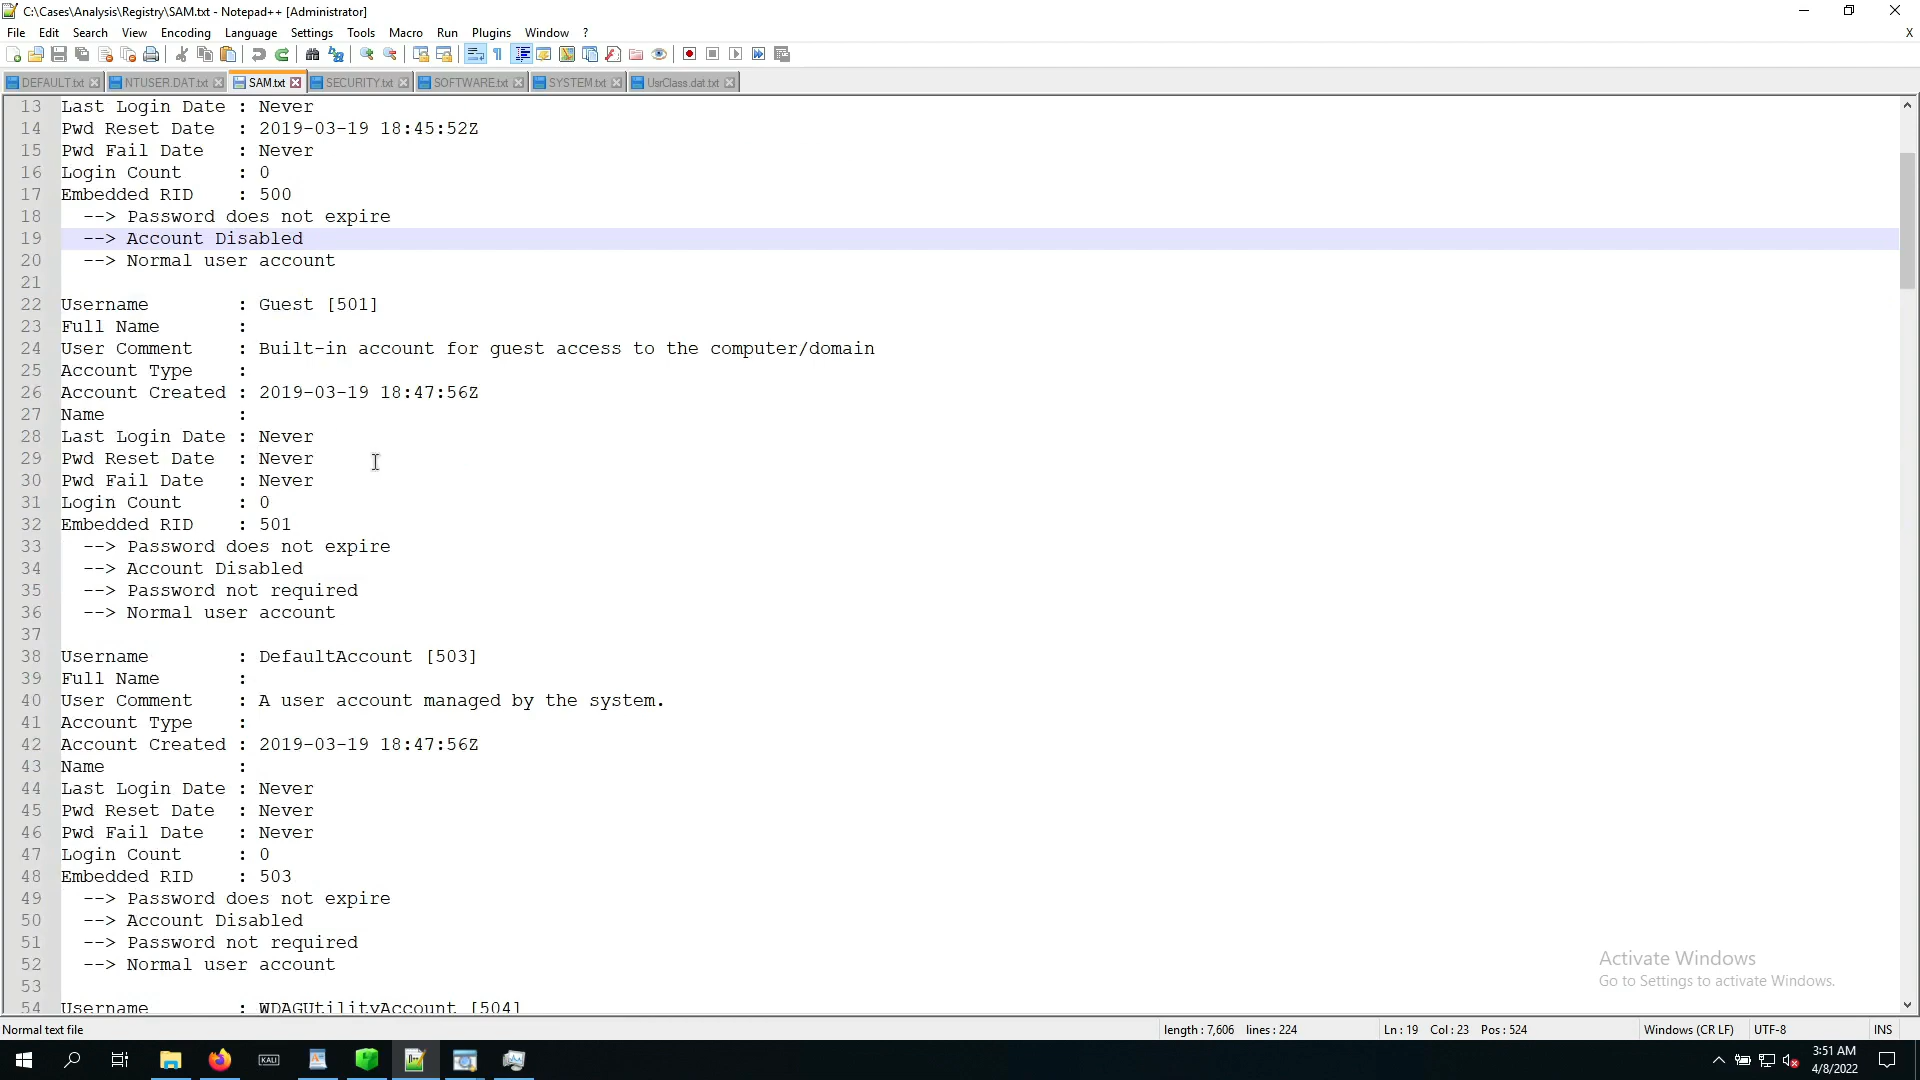 C:\Cases\Analysis\Registry\SAM.txt - Notepad++ [Administrator]
File Edit Search View Encoding Language Settings Tools Macro Run Plugins Window ? X
DEFAULT.txt NTUSER.DAT.txt SAM.txt SECURITY.txt SOFTWARE.txt SYSTEM.txt UsrClass.dat.txt
13 Last Login Date : Never
14 Pwd Reset Date : 2019-03-19 18:45:52Z
15 Pwd Fail Date : Never
16 Login Count : 0
17 Embedded RID : 500
18 --> Password does not expire
19 --> Account Disabled
20 --> Normal user account
21
22 Username : Guest [501]
23 Full Name :
24 User Comment : Built-in account for guest access to the computer/domain
25 Account Type :
26 Account Created : 2019-03-19 18:47:56Z
27 Name :
28 Last Login Date : Never
29 Pwd Reset Date : Never
30 Pwd Fail Date : Never
31 Login Count : 0
32 Embedded RID : 501
33 --> Password does not expire
34 --> Account Disabled
35 --> Password not required
36 --> Normal user account
37
38 Username : DefaultAccount [503]
39 Full Name :
40 User Comment : A user account managed by the system.
41 Account Type :
42 Account Created : 2019-03-19 18:47:56Z
43 Name :
44 Last Login Date : Never
45 Pwd Reset Date : Never
46 Pwd Fail Date : Never
47 Login Count : 0
48 Embedded RID : 503
49 --> Password does not expire
50 --> Account Disabled
51 --> Password not required
52 --> Normal user account
53
54 Username : WDAGUtilityAccount [504]
Activate Windows
Go to Settings to activate Windows.
Normal text file length : 7,606 lines : 224 Ln : 19 Col : 23 Pos : 524 Windows (CR LF) UTF-8 INS
KALI
3:51 AM
4/8/2022